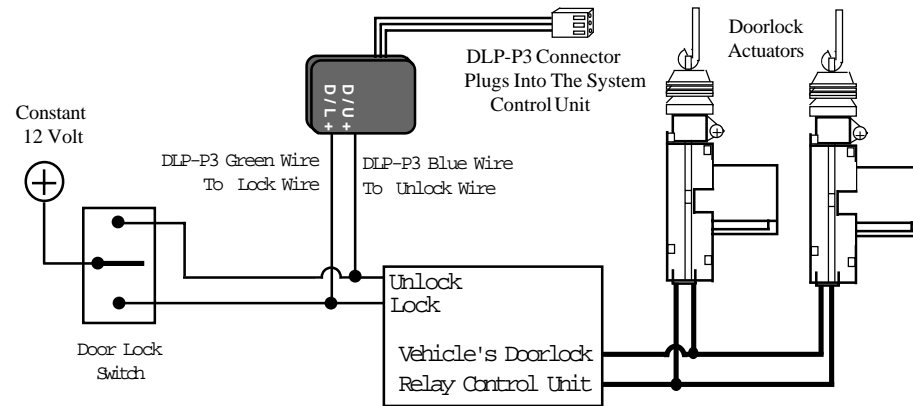 DLP-P3 Connector
Plugs Into The System
Control Unit
Doorlock
Actuators
Constant
12 Volt
D/U +
D/L +
DLP-P3 Green Wire
To Lock Wire
DLP-P3 Blue Wire
To Unlock Wire
Unlock
Lock
Vehicle's Doorlock
Relay Control Unit
Door Lock
Switch